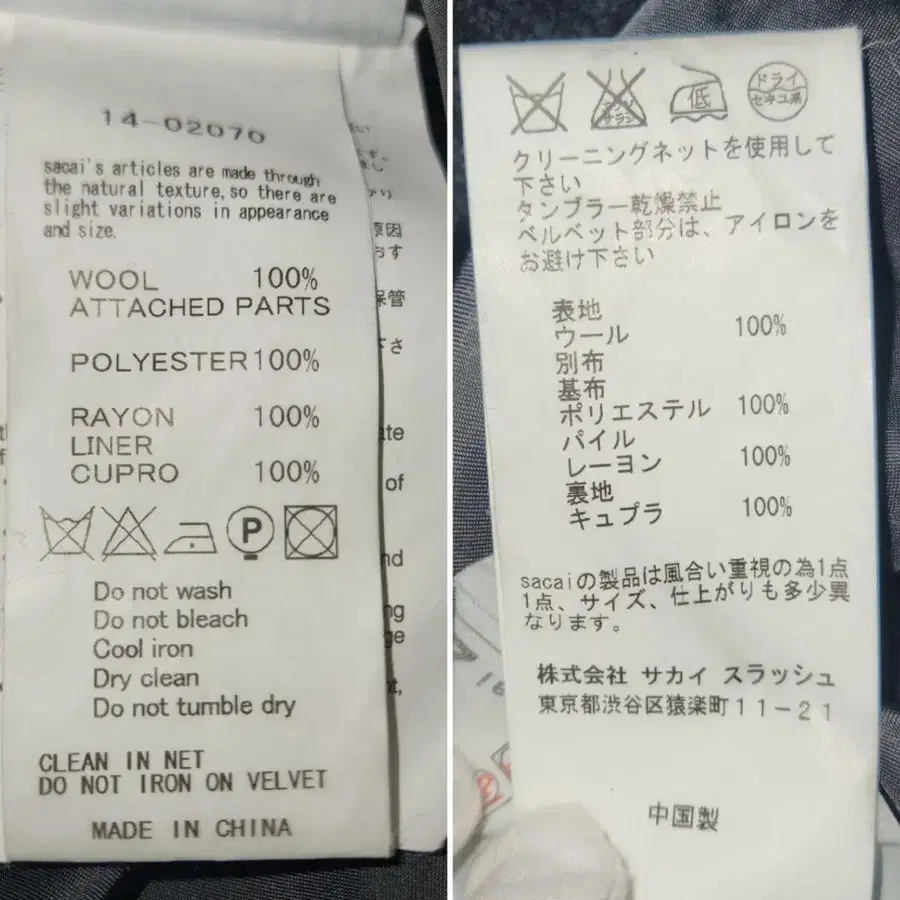 14-02070
sacai's articles are made through
the natural texture, so there are
slight variations in appearance
and size.
WOOL 100%
ATTACHED PARTS
POLYESTER 100%
RAYON 100%
LINER
CUPRO 100%
P
Do not wash
Do not bleach
Cool iron
Dry clean
Do not tumble dry
CLEAN IN NET
DO NOT IRON ON VELVET
MADE IN CHINA
原因
保管
of
低
ドライ
セキユ系
クリーニングネットを使用して
下さい
タンブラー乾燥禁止
ベルベット部分は、アイロンを
お避け下さい
表地
ウール 100%
別布
基布
ポリエステル 100%
パイル
レーヨン 100%
裏地
キュプラ 100%
sacaiの製品は風合い重視の為1点
1点、サイズ、仕上がりも多少異
なります。
株式会社 サカイ スラッシュ
東京都渋谷区猿楽町11-21
中国製